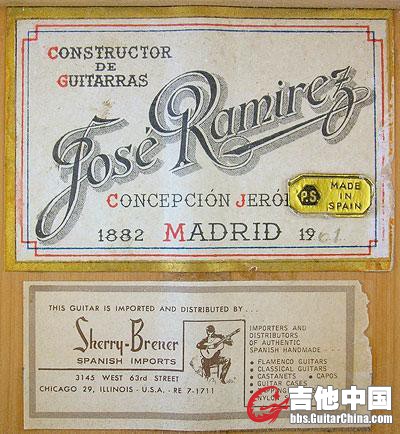 CONSTRUCTOR
DE
GUITARRAS
José Ramirez
CONCEPCIÓN JERÓ
P.S. MADE
IN
SPAIN
1882 MADRID 1961
THIS GUITAR IS IMPORTED AND DISTRIBUTED BY...
Sherry-Brener
SPANISH IMPORTS
3145 WEST 63rd STREET
CHICAGO 29, ILLINOIS - U.S.A. - RE 7-1711
IMPORTERS AND
DISTRIBUTORS
OF AUTHENTIC
SPANISH HANDMADE
• FLAMENCO GUITARS
• CLASSICAL GUITARS
• CASTANETS • CAPOS
• GUITAR CASES
吉他中国
bbs.GuitarChina.com